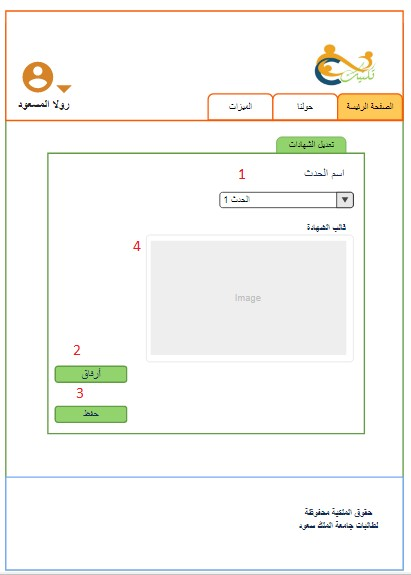 تكنيك
رولا المسعود
الصفحة الرئيسة
حولنا
الميزات
تعديل الشهادات
اسم الحدث
1
الحدث 1
قالب الشهادة
4
Image
2
أرفاق
3
حفظ
حقوق الملكية محفوظة
لطالبات جامعة الملك سعود